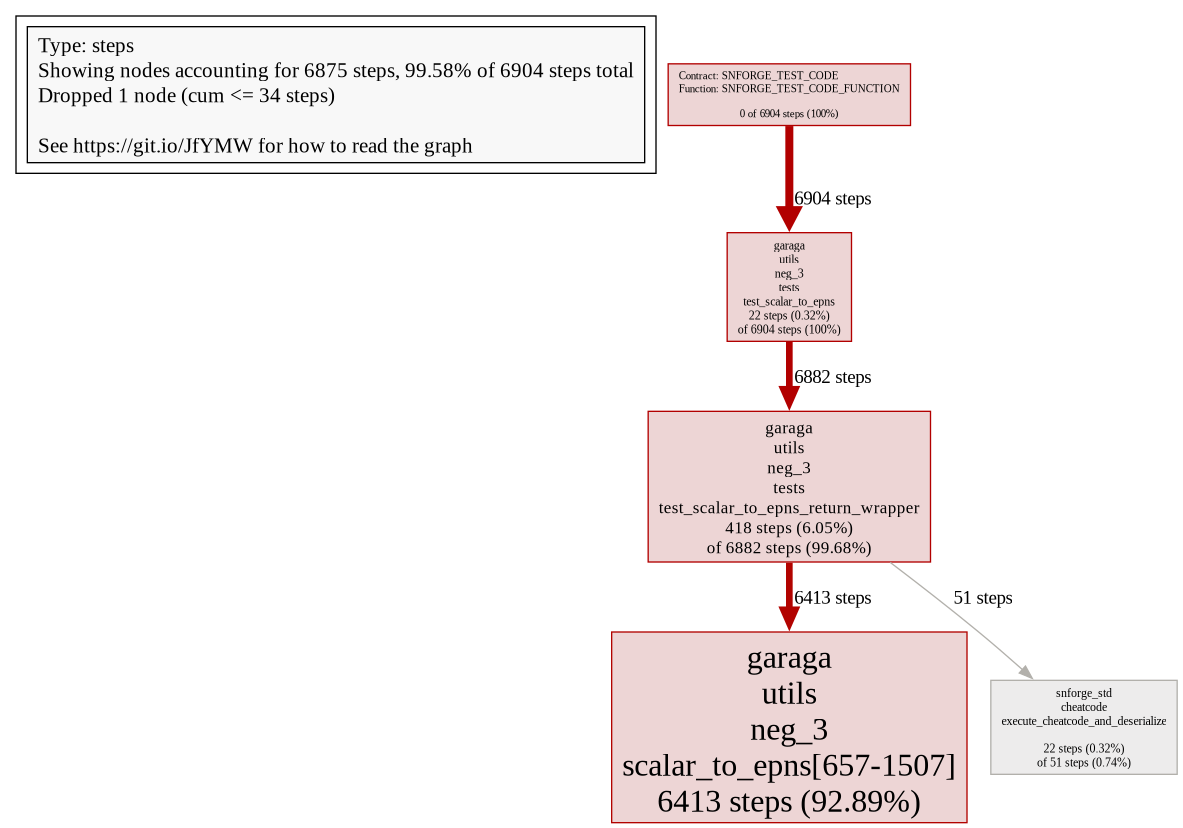 Type: steps
Showing nodes accounting for 6875 steps, 99.58% of 6904 steps total
Dropped 1 node (cum <= 34 steps)
See https://git.io/JfYMW for how to read the graph
Contract: SNFORGE_TEST_CODE
Function: SNFORGE_TEST_CODE_FUNCTION
0 of 6904 steps (100%)
6904 steps
garaga
utils
neg_3
tests
test_scalar_to_epns
22 steps (0.32%)
of 6904 steps (100%)
6882 steps
garaga
utils
neg_3
tests
test_scalar_to_epns_return_wrapper
418 steps (6.05%)
of 6882 steps (99.68%)
6413 steps
51 steps
garaga
utils
neg_3
scalar_to_epns[657-1507]
6413 steps (92.89%)
snforge_std
cheatcode
execute_cheatcode_and_deserialize
22 steps (0.32%)
of 51 steps (0.74%)